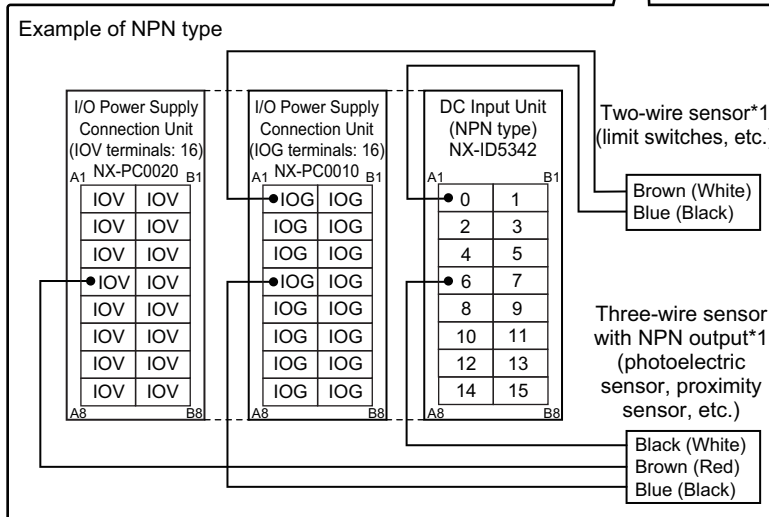 Example of NPN type
I/O Power Supply
Connection Unit
(IOV terminals: 16)
NX-PC0020
A1 B1
IOV IOV
IOV IOV
IOV IOV
IOV IOV
IOV IOV
IOV IOV
IOV IOV
IOV IOV
A8 B8
I/O Power Supply
Connection Unit
(IOG terminals: 16)
NX-PC0010
A1 B1
IOG IOG
IOG IOG
IOG IOG
IOG IOG
IOG IOG
IOG IOG
IOG IOG
IOG IOG
A8 B8
DC Input Unit
(NPN type)
NX-ID5342
A1 B1
0 1
2 3
4 5
6 7
8 9
10 11
12 13
14 15
A8 B8
Two-wire sensor*1
(limit switches, etc.)
Brown (White)
Blue (Black)
Three-wire sensor
with NPN output*1
(photoelectric
sensor, proximity
sensor, etc.)
Black (White)
Brown (Red)
Blue (Black)